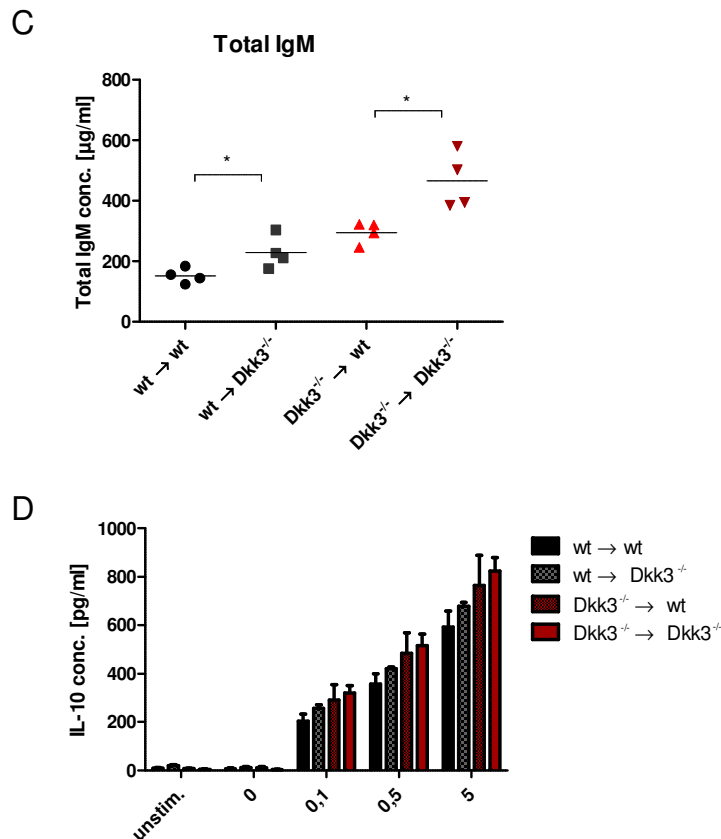 C
Total IgM
Total IgM conc. [µg/ml]
800
600
400
200
0
*
*
wt → wt
wt → Dkk3⁻/⁻
Dkk3⁻/⁻ → wt
Dkk3⁻/⁻ → Dkk3⁻/⁻
D
IL-10 conc. [pg/ml]
1000
800
600
400
200
0
unstim.
0
0,1
0,5
5
wt → wt
wt → Dkk3⁻/⁻
Dkk3⁻/⁻ → wt
Dkk3⁻/⁻ → Dkk3⁻/⁻